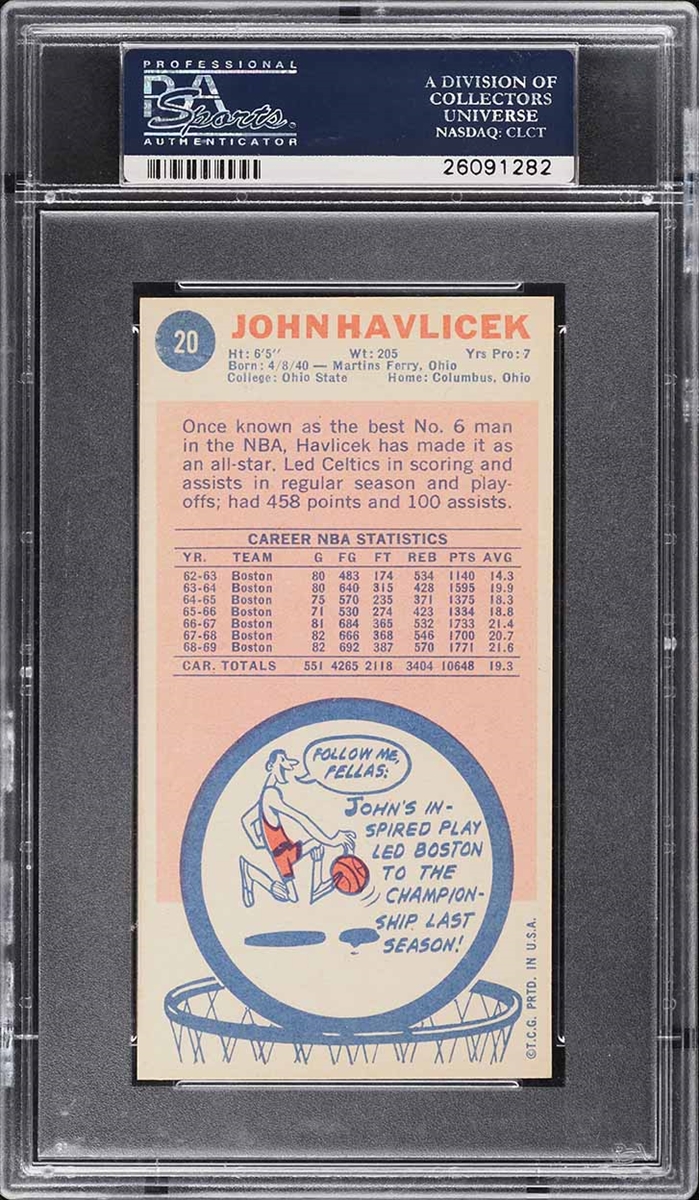 PROFESSIONAL
PSA
Sports.
AUTHENTICATOR
A DIVISION OF
COLLECTORS
UNIVERSE
NASDAQ: CLCT
26091282
20
JOHN HAVLICEK
Ht: 6'5" Wt: 205 Yrs Pro: 7
Born: 4/8/40 — Martins Ferry, Ohio
College: Ohio State Home: Columbus, Ohio
Once known as the best No. 6 man
in the NBA, Havlicek has made it as
an all-star. Led Celtics in scoring and
assists in regular season and play-
offs; had 458 points and 100 assists.
CAREER NBA STATISTICS
YR. TEAM G FG FT REB PTS AVG
62-63 Boston 80 483 174 534 1140 14.3
63-64 Boston 80 640 315 428 1595 19.9
64-65 Boston 75 570 235 371 1375 18.3
65-66 Boston 71 530 274 423 1334 18.8
66-67 Boston 81 684 365 532 1733 21.4
67-68 Boston 82 666 368 546 1700 20.7
68-69 Boston 82 692 387 570 1771 21.6
CAR. TOTALS 551 4265 2118 3404 10648 19.3
FOLLOW ME,
FELLAS:
JOHN'S IN-
SPIRED PLAY
LED BOSTON
TO THE
CHAMPION-
SHIP LAST
SEASON!
©T.C.G. PRTD. IN U.S.A.